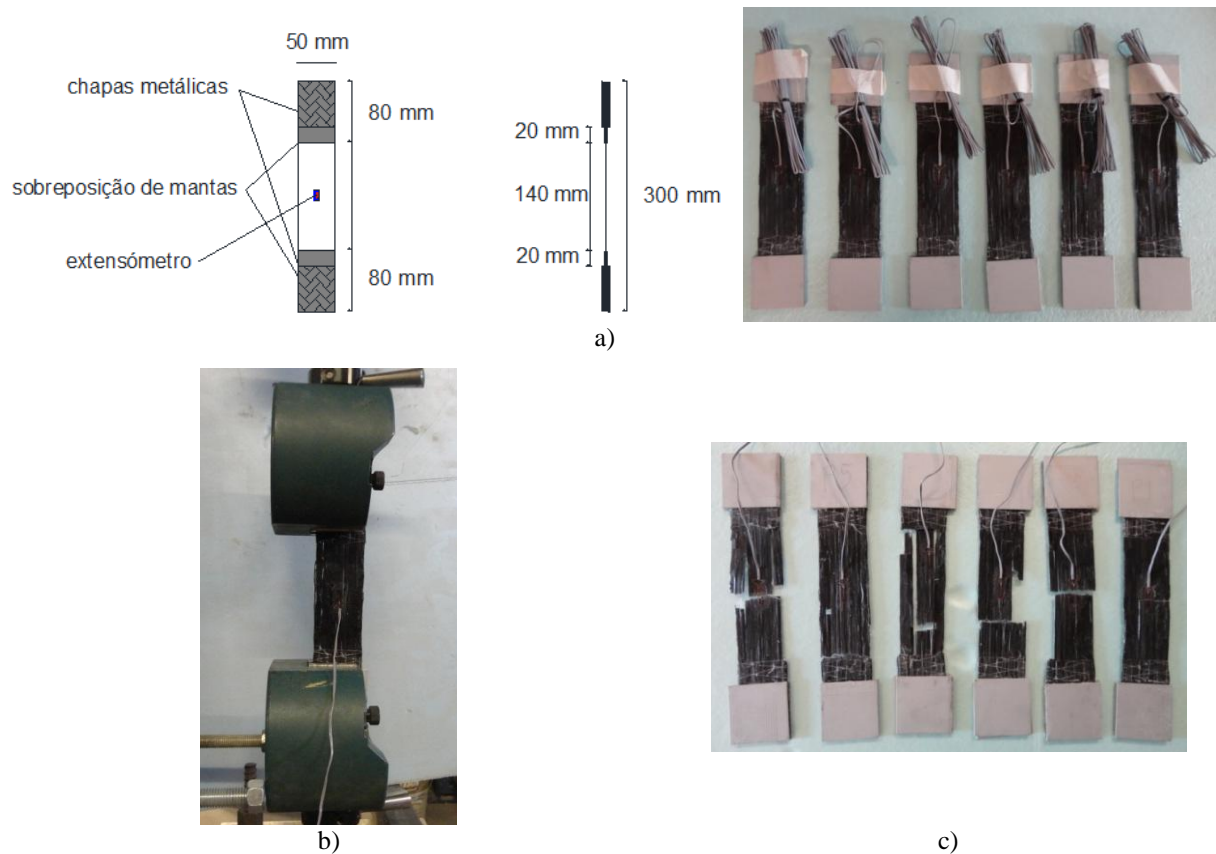 50 mm
chapas metálicas
80 mm
20 mm
sobreposição de mantas
140 mm
300 mm
extensómetro
20 mm
80 mm
a)
b)
c)